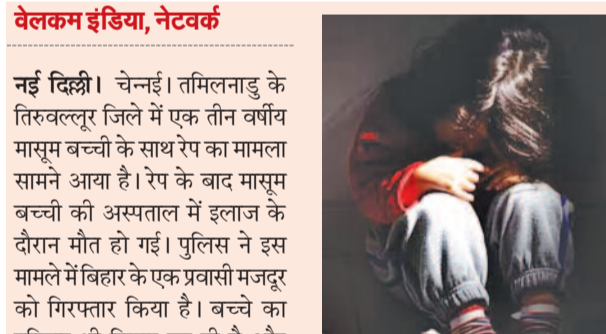 वेलकम इंडिया, नेटवर्क
नई दिल्ली। चेन्नई। तमिलनाडु के
तिरुवल्लूर जिले में एक तीन वर्षीय
मासूम बच्ची के साथ रेप का मामला
सामने आया है। रेप के बाद मासूम
बच्ची की अस्पताल में इलाज के
दौरान मौत हो गई। पुलिस ने इस
मामले में बिहार के एक प्रवासी मजदूर
को गिरफ्तार किया है। बच्चे का